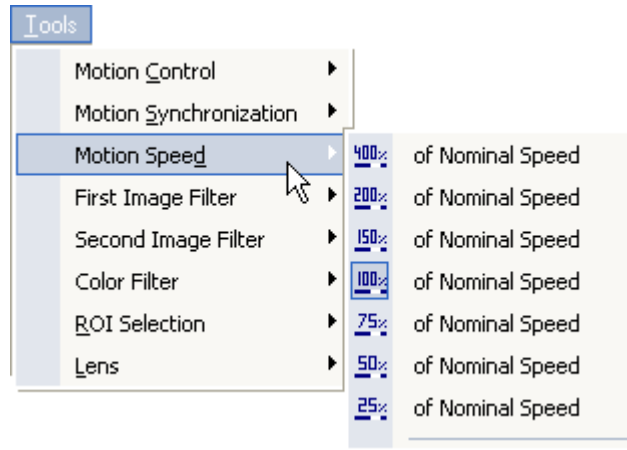 Tools
Motion Control
Motion Synchronization
Motion Speed
First Image Filter
Second Image Filter
Color Filter
ROI Selection
Lens
400% of Nominal Speed
200% of Nominal Speed
150% of Nominal Speed
100% of Nominal Speed
75% of Nominal Speed
50% of Nominal Speed
25% of Nominal Speed